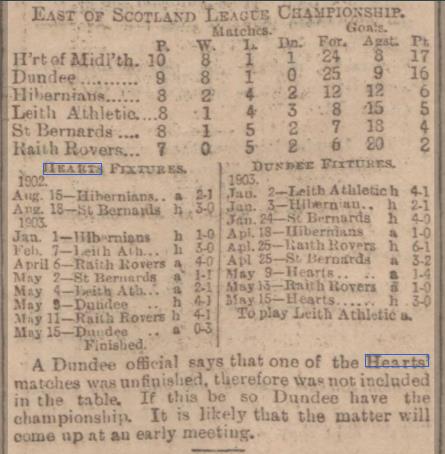 EAST OF SCOTLAND LEAGUE CHAMPIONSHIP.
Matches. Goals.
P. W. L. Dn. For. Agst. Pt
H'rt of Midl'th. 10 8 1 1 24 8 17
Dundee.......... 9 8 1 0 25 9 16
Hibernians...... 8 2 4 2 12 12 6
Leith Athletic....8 1 4 3 8 15 5
St Bernards .... 8 1 5 2 7 18 4
Raith Rovers... 7 0 5 2 6 20 2
HEARTS FIXTURES.
1902.
Aug. 15—Hibernians.. a 2-1
Aug. 18—St Bernards h 3-0
1903.
Jan. 1—Hibernians h 1-0
Feb. 7—Leith Ath... h 3-0
April 6—Raith Rovers a 4-0
May 2—St Bernards a 1-1
May 4—Leith Ath... a 2-1
May 9—Dundee .. h 4-1
May 11—Raith Rovers h 4-1
May 15—Dundee .. a 0-3
Finished.
DUNDEE FIXTURES.
1903.
Jan. 2—Leith Athletic h 4-1
Jan. 3—Hibernian.. h 2-1
Jan. 24—St Bernards h 4-0
Apl. 18—Hibernians a 1-0
Apl. 25—Raith Rovers h 6-1
Apl. 25—St Bernards a 3-2
May 9—Hearts.. .. a 1-4
May 13—Raith Rovers a 1-0
May 15—Hearts...... h 3-0
To play Leith Athletic a.
A Dundee official says that one of the Hearts'
matches was unfinished, therefore was not included
in the table. If this be so Dundee have the
championship. It is likely that the matter will
come up at an early meeting.